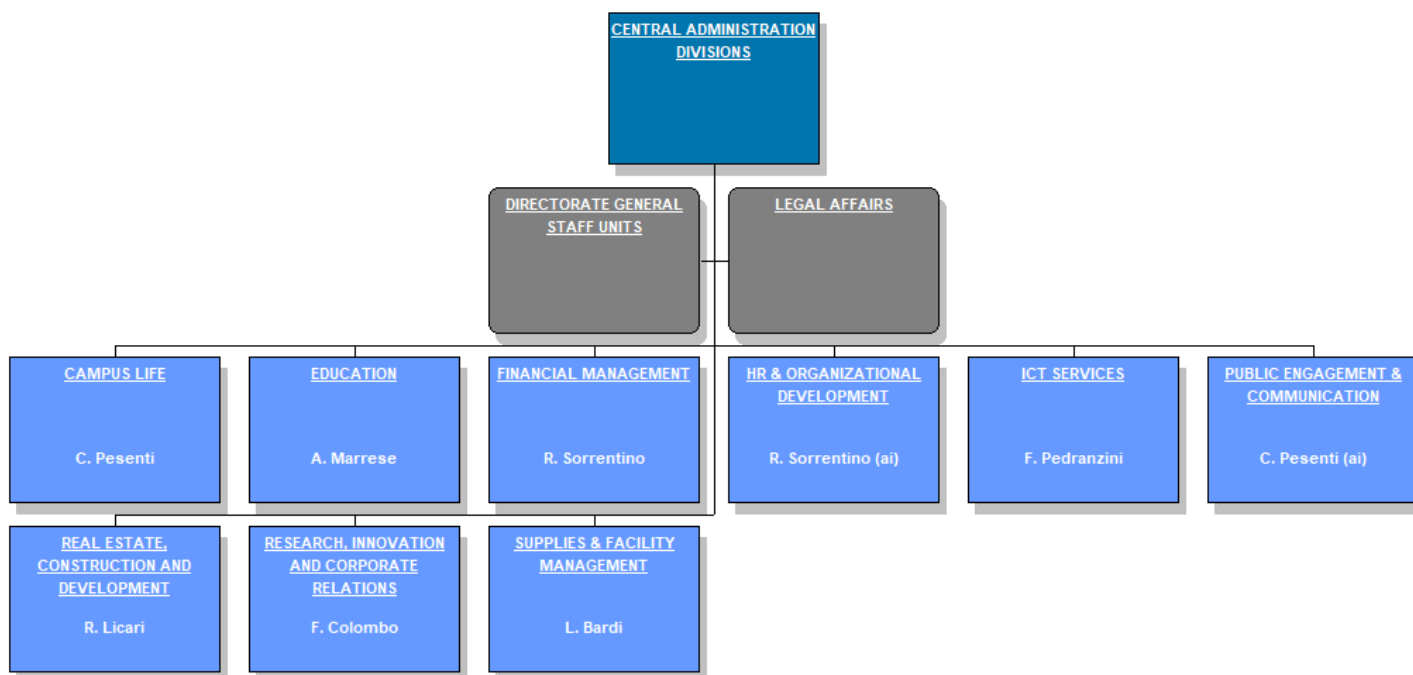 CENTRAL ADMINISTRATION
DIVISIONS
DIRECTORATE GENERAL
STAFF UNITS
LEGAL AFFAIRS
CAMPUS LIFE
C. Pesenti
EDUCATION
A. Marrese
FINANCIAL MANAGEMENT
R. Sorrentino
HR & ORGANIZATIONAL
DEVELOPMENT
R. Sorrentino (ai)
ICT SERVICES
F. Pedranzini
PUBLIC ENGAGEMENT &
COMMUNICATION
C. Pesenti (ai)
REAL ESTATE,
CONSTRUCTION AND
DEVELOPMENT
R. Licari
RESEARCH, INNOVATION
AND CORPORATE
RELATIONS
F. Colombo
SUPPLIES & FACILITY
MANAGEMENT
L. Bardi